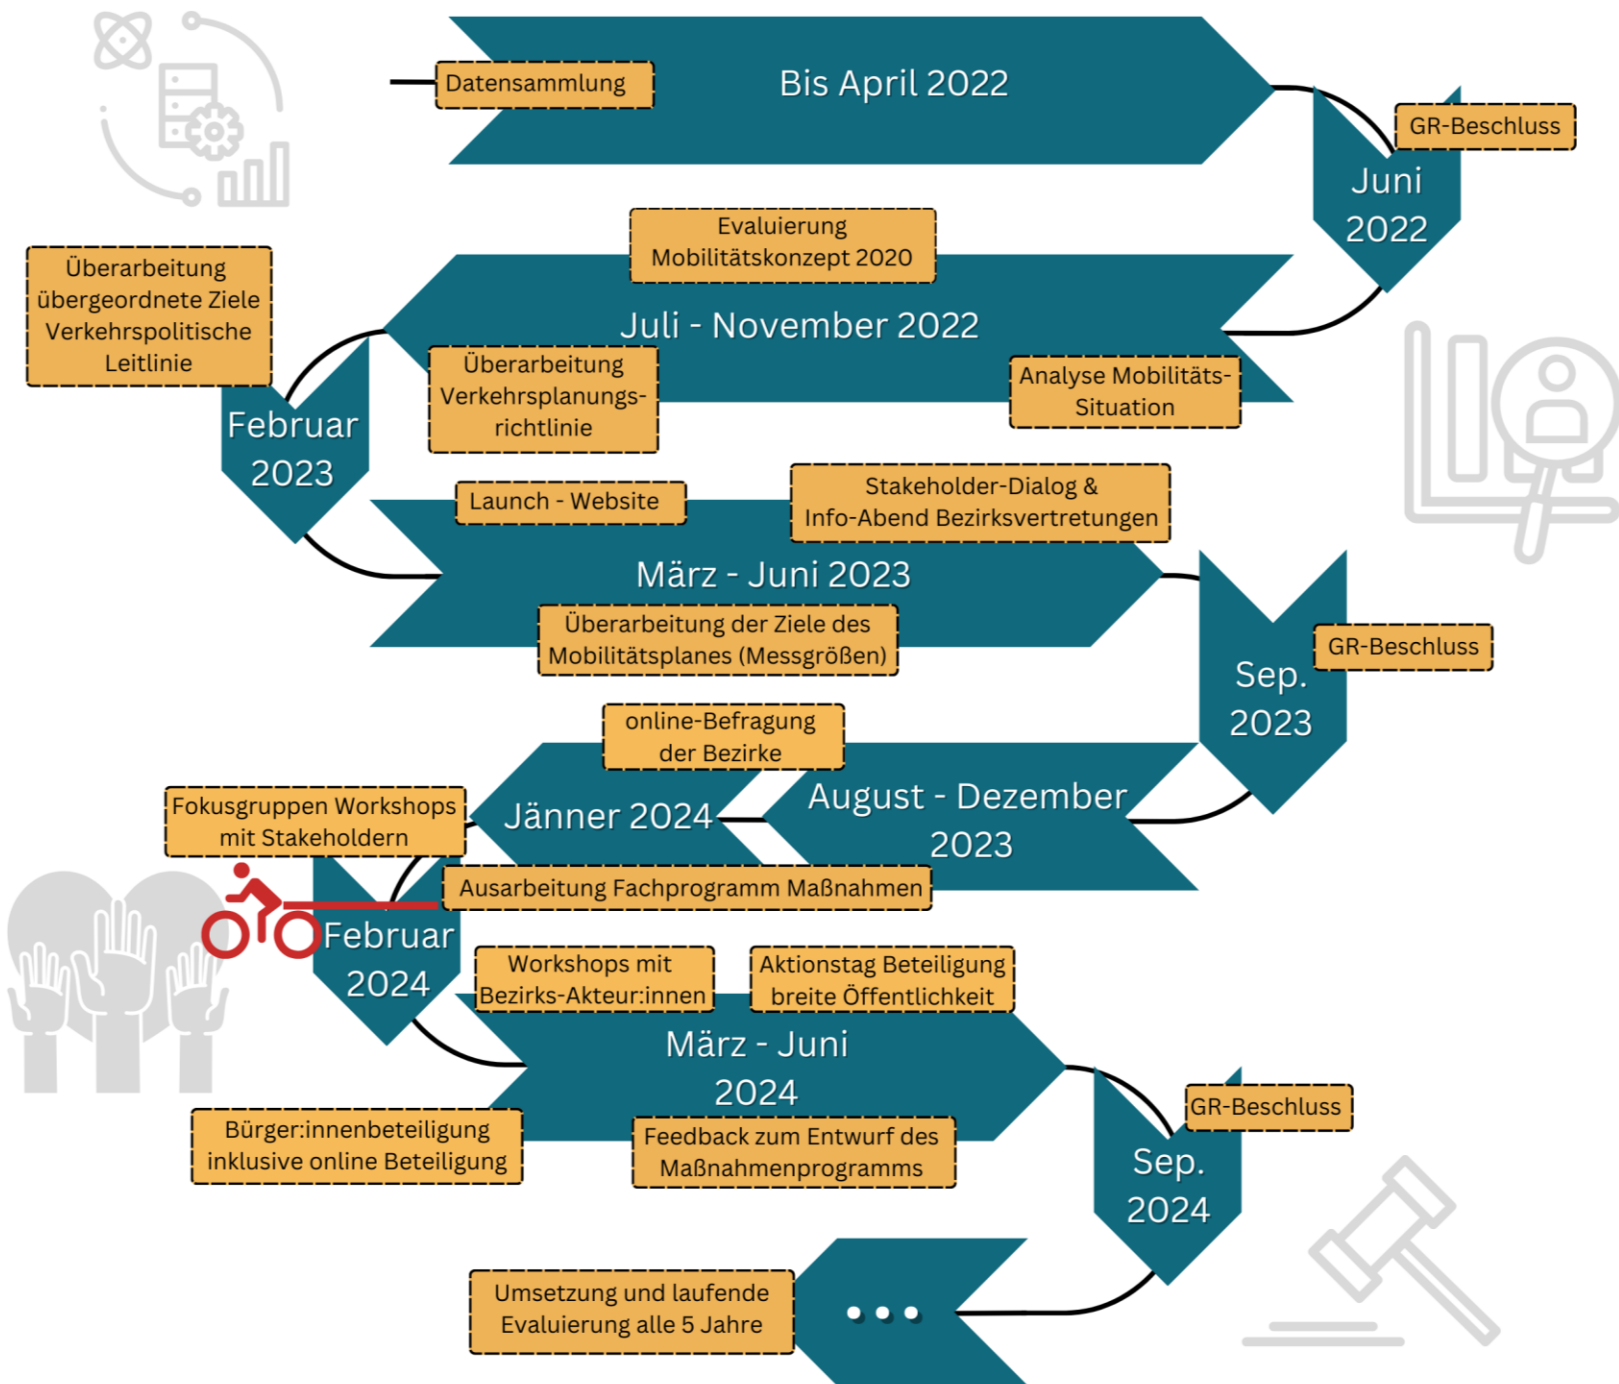 Datensammlung
Bis April 2022
GR-Beschluss
Juni
2022
Evaluierung
Mobilitätskonzept 2020
Juli - November 2022
Analyse Mobilitäts-
Situation
Überarbeitung
Verkehrsplanungs-
richtlinie
Überarbeitung
übergeordnete Ziele
Verkehrspolitische
Leitlinie
Februar
2023
Launch - Website
Stakeholder-Dialog &
Info-Abend Bezirksvertretungen
März - Juni 2023
Überarbeitung der Ziele des
Mobilitätsplanes (Messgrößen)
GR-Beschluss
Sep.
2023
August - Dezember
2023
online-Befragung
der Bezirke
Jänner 2024
Ausarbeitung Fachprogramm Maßnahmen
Fokusgruppen Workshops
mit Stakeholdern
Februar
2024
Workshops mit
Bezirks-Akteur:innen
Aktionstag Beteiligung
breite Öffentlichkeit
März - Juni
2024
Bürger:innenbeteiligung
inklusive online Beteiligung
Feedback zum Entwurf des
Maßnahmenprogramms
GR-Beschluss
Sep.
2024
Umsetzung und laufende
Evaluierung alle 5 Jahre
...